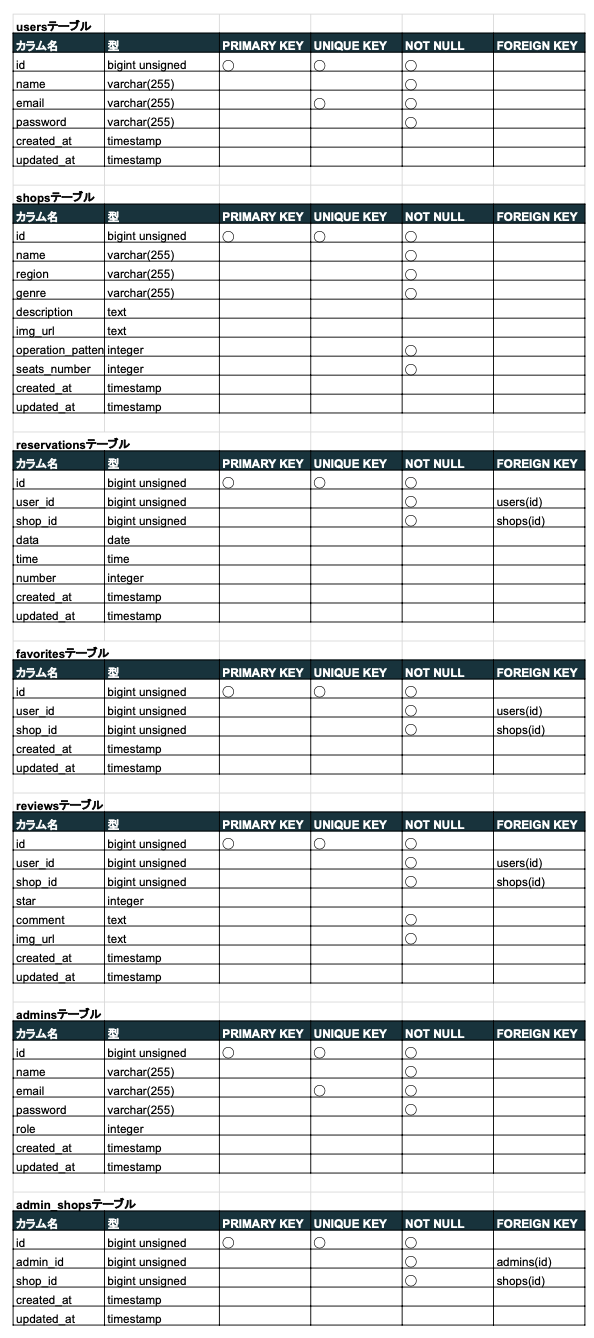 usersテーブル
カラム名 型 PRIMARY KEY UNIQUE KEY NOT NULL FOREIGN KEY
id bigint unsigned ○ ○ ○
name varchar(255) ○
email varchar(255) ○ ○
password varchar(255) ○
created_at timestamp
updated_at timestamp
shopsテーブル
カラム名 型 PRIMARY KEY UNIQUE KEY NOT NULL FOREIGN KEY
id bigint unsigned ○ ○ ○
name varchar(255) ○
region varchar(255) ○
genre varchar(255) ○
description text
img_url text
operation_patten integer ○
seats_number integer ○
created_at timestamp
updated_at timestamp
reservationsテーブル
カラム名 型 PRIMARY KEY UNIQUE KEY NOT NULL FOREIGN KEY
id bigint unsigned ○ ○ ○
user_id bigint unsigned ○ users(id)
shop_id bigint unsigned ○ shops(id)
data date
time time
number integer
created_at timestamp
updated_at timestamp
favoritesテーブル
カラム名 型 PRIMARY KEY UNIQUE KEY NOT NULL FOREIGN KEY
id bigint unsigned ○ ○ ○
user_id bigint unsigned ○ users(id)
shop_id bigint unsigned ○ shops(id)
created_at timestamp
updated_at timestamp
reviewsテーブル
カラム名 型 PRIMARY KEY UNIQUE KEY NOT NULL FOREIGN KEY
id bigint unsigned ○ ○ ○
user_id bigint unsigned ○ users(id)
shop_id bigint unsigned ○ shops(id)
star integer
comment text ○
img_url text ○
created_at timestamp
updated_at timestamp
adminsテーブル
カラム名 型 PRIMARY KEY UNIQUE KEY NOT NULL FOREIGN KEY
id bigint unsigned ○ ○ ○
name varchar(255) ○
email varchar(255) ○ ○
password varchar(255) ○
role integer
created_at timestamp
updated_at timestamp
admin_shopsテーブル
カラム名 型 PRIMARY KEY UNIQUE KEY NOT NULL FOREIGN KEY
id bigint unsigned ○ ○ ○
admin_id bigint unsigned ○ admins(id)
shop_id bigint unsigned ○ shops(id)
created_at timestamp
updated_at timestamp